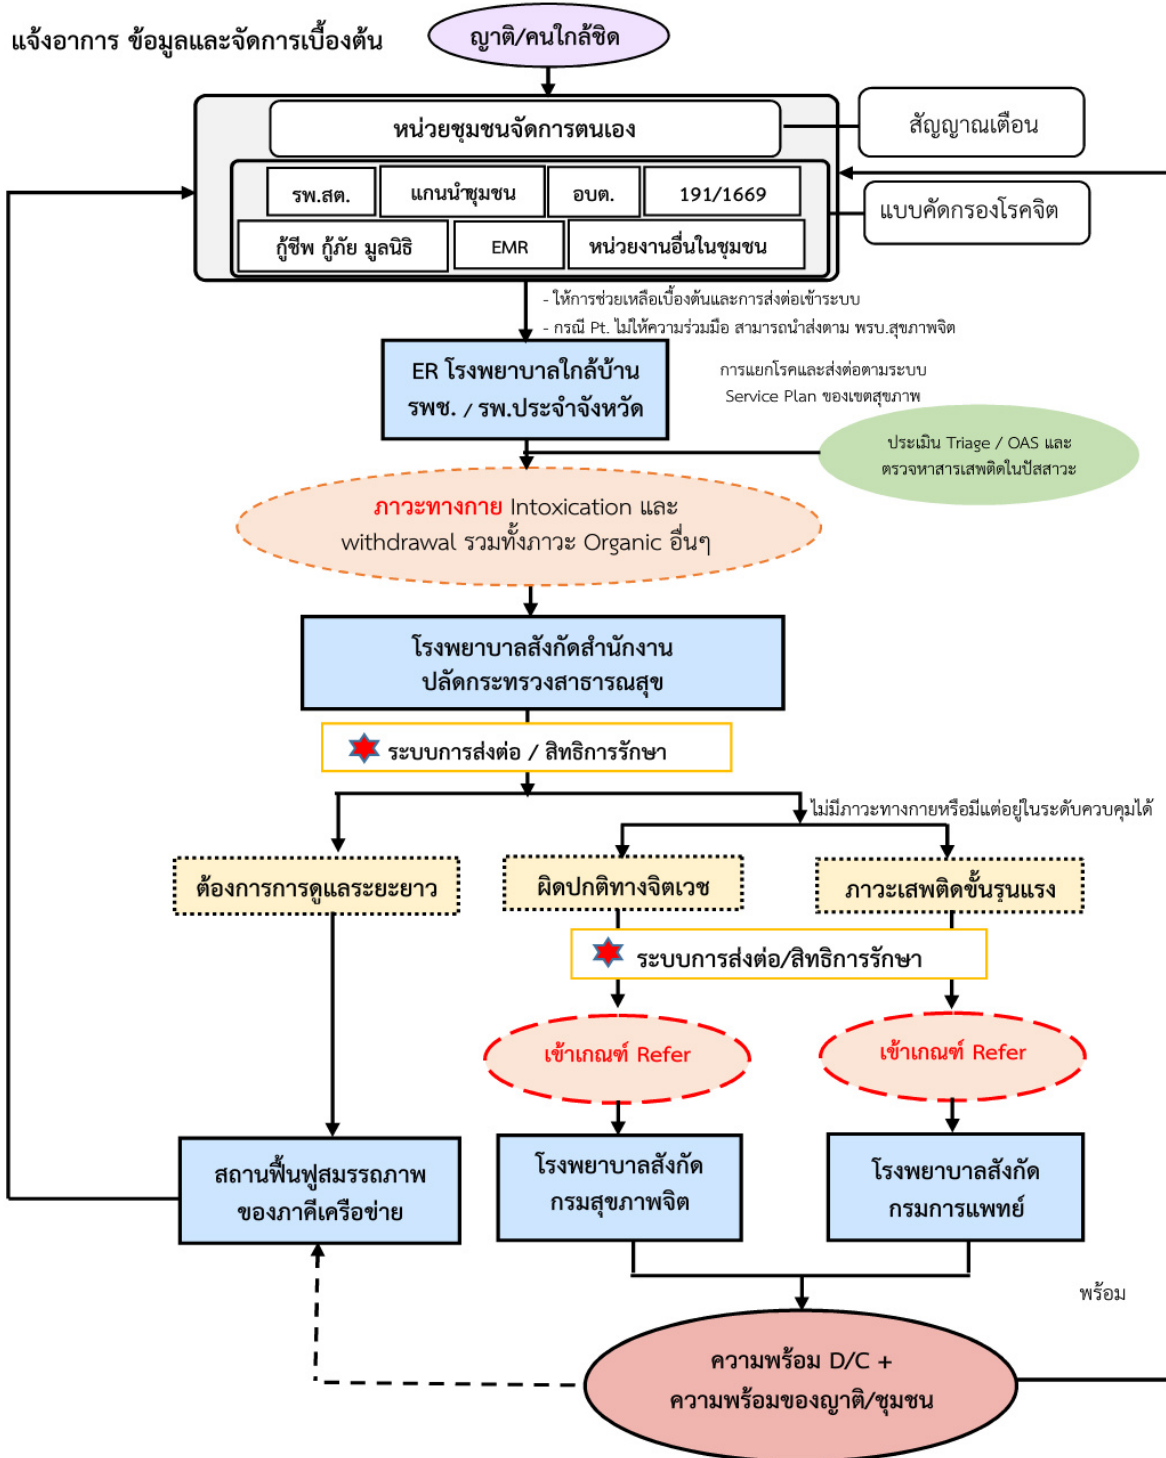 แจ้งอาการ ข้อมูลและจัดการเบื้องต้น
ญาติ/คนใกล้ชิด
หน่วยชุมชนจัดการตนเอง
สัญญาณเตือน
รพ.สต.
แกนนำชุมชน
อบต.
191/1669
แบบคัดกรองโรคจิต
กู้ชีพ กู้ภัย มูลนิธิ
EMR
หน่วยงานอื่นในชุมชน
- ให้การช่วยเหลือเบื้องต้นและการส่งต่อเข้าระบบ
- กรณี Pt. ไม่ให้ความร่วมมือ สามารถนำส่งตาม พรบ.สุขภาพจิต
ER โรงพยาบาลใกล้บ้าน
รพช. / รพ.ประจำจังหวัด
การแยกโรคและส่งต่อตามระบบ
Service Plan ของเขตสุขภาพ
ประเมิน Triage / OAS และ
ตรวจหาสารเสพติดในปัสสาวะ
ภาวะทางกาย Intoxication และ
withdrawal รวมทั้งภาวะ Organic อื่นๆ
โรงพยาบาลสังกัดสำนักงาน
ปลัดกระทรวงสาธารณสุข
ระบบการส่งต่อ / สิทธิการรักษา
ไม่มีภาวะทางกายหรือมีแต่อยู่ในระดับควบคุมได้
ต้องการการดูแลระยะยาว
ผิดปกติทางจิตเวช
ภาวะเสพติดขั้นรุนแรง
ระบบการส่งต่อ/สิทธิการรักษา
เข้าเกณฑ์ Refer
เข้าเกณฑ์ Refer
สถานฟื้นฟูสมรรถภาพ
ของภาคีเครือข่าย
โรงพยาบาลสังกัด
กรมสุขภาพจิต
โรงพยาบาลสังกัด
กรมการแพทย์
พร้อม
ความพร้อม D/C +
ความพร้อมของญาติ/ชุมชน